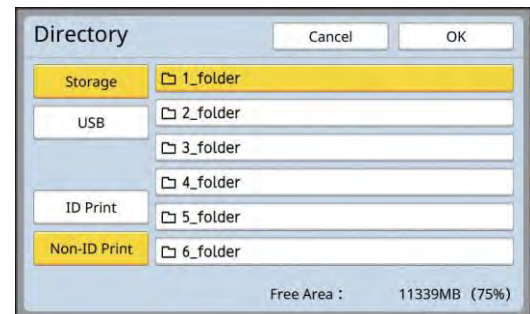 Directory Cancel OK
Storage 1_folder
USB 2_folder
3_folder
4_folder
ID Print 5_folder
Non-ID Print 6_folder
Free Area : 11339MB (75%)